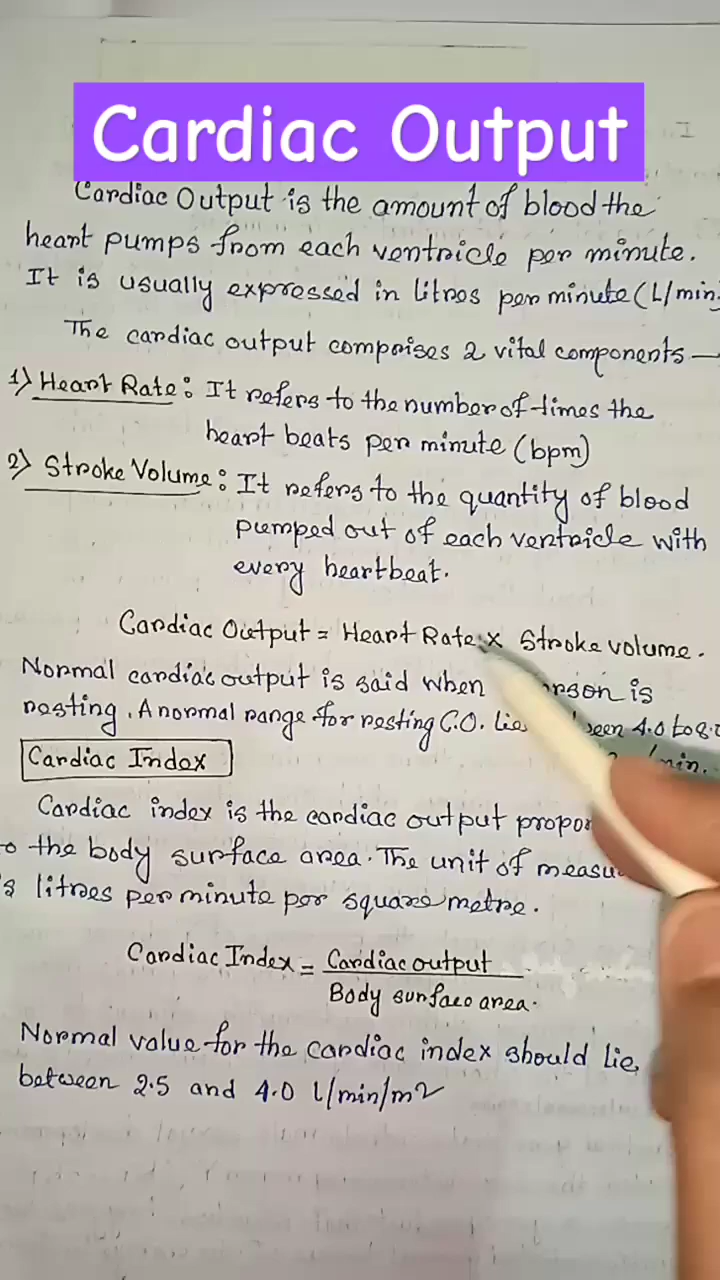 Cardiac Output
Cardiac Output is the amount of blood the
heart pumps from each ventricle per minute.
It is usually expressed in litres per minute (L/min
The cardiac output comprises 2 vital components —
1) Heart Rate: It refers to the number of times the
heart beats per minute (bpm)
2) Stroke Volume: It refers to the quantity of blood
pumped out of each ventricle with
every heartbeat.
Cardiac Output = Heart Rate x Stroke volume.
Normal cardiac output is said when is
resting. A normal range for resting C.O. 4.0 to
/min.
Cardiac Index
Cardiac index is the cardiac output
the body surface area. The unit of
litres per minute per square metre.
Cardiac Index = Cardiac output
Body surface area.
Normal value for the cardiac index should lie
between 2.5 and 4.0 l/min/m2